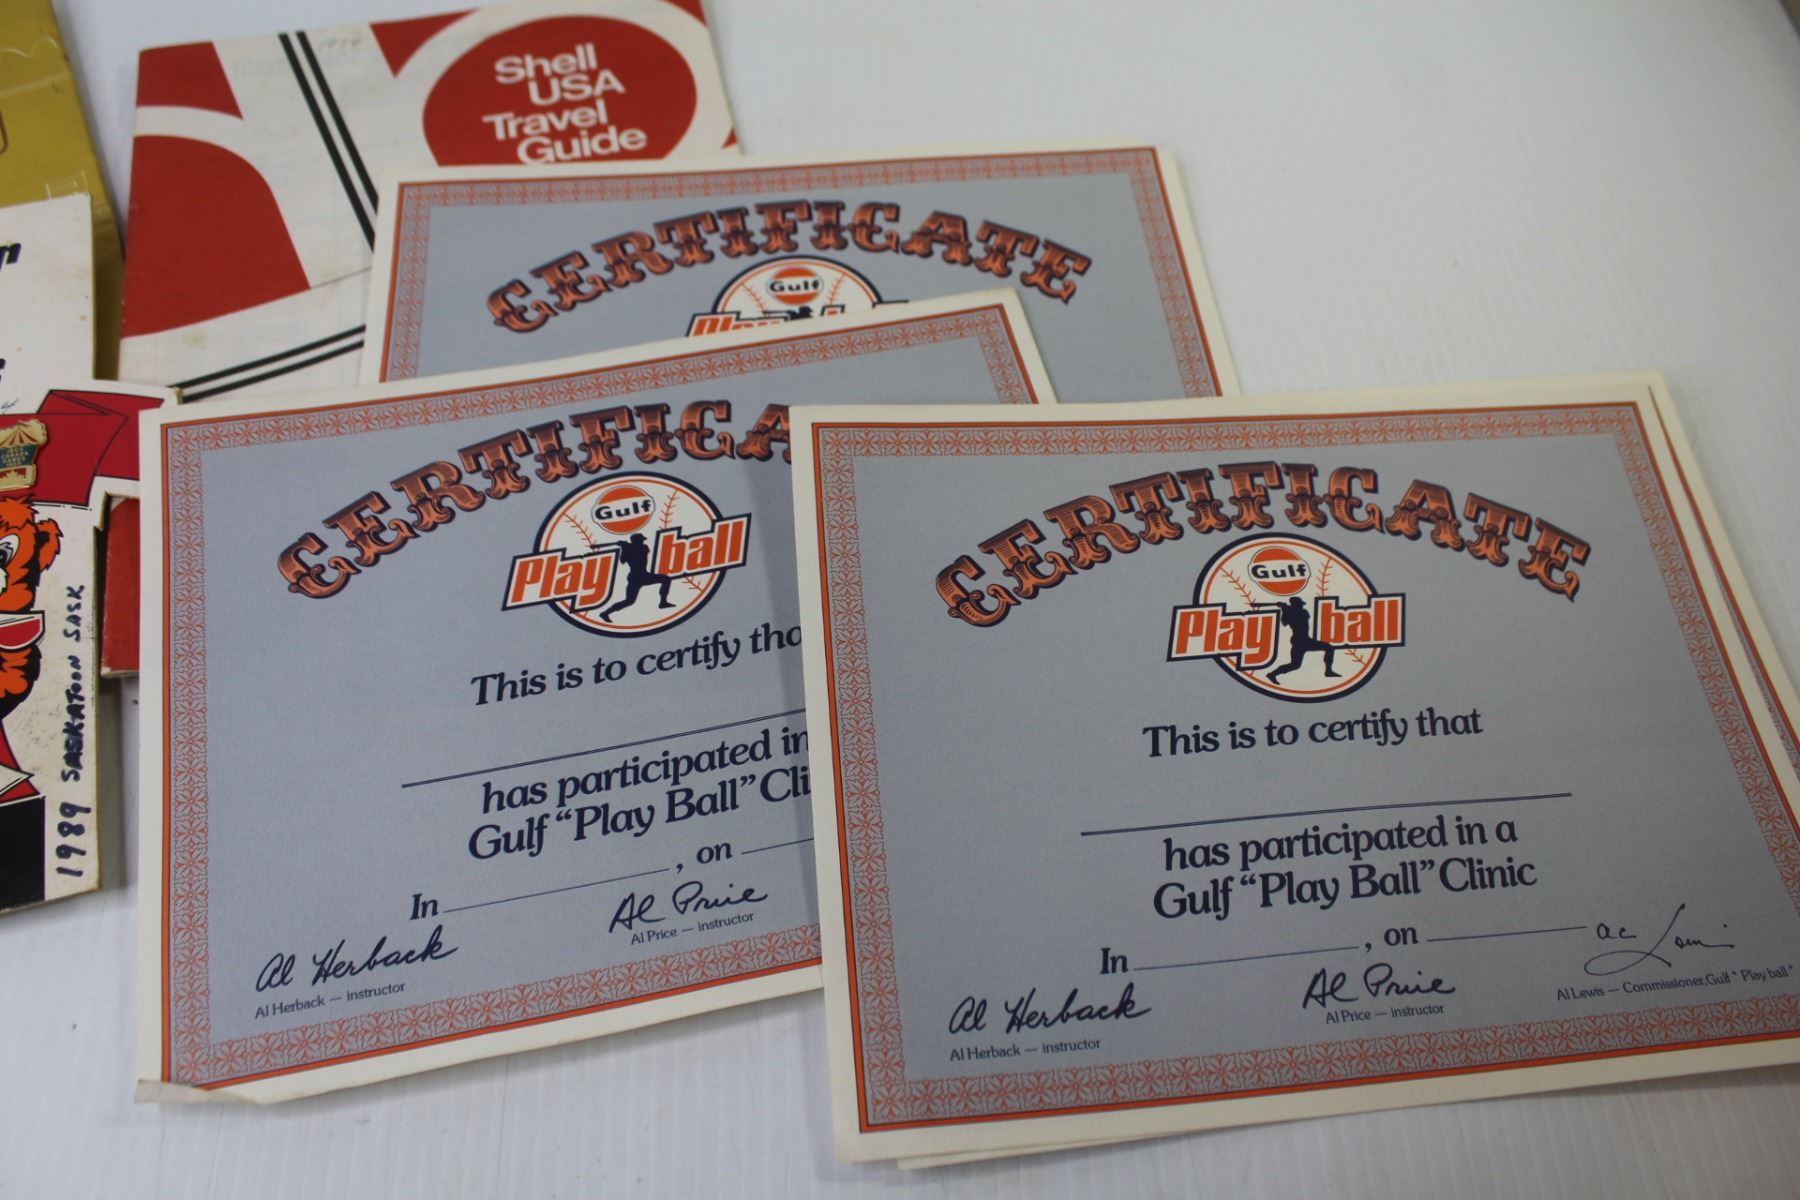 Shell
USA
Travel
Guide
CERTIFICATE
Gulf
CERTIFICA
Gulf
Play ball
This is to certify tha
has participated in
Gulf “Play Ball” Cli
In , on
Al Herback
Al Herback — instructor
Al Price
Al Price — instructor
CERTIFICATE
Gulf
Play ball
This is to certify that
has participated in a
Gulf “Play Ball” Clinic
In , on
Al Herback
Al Herback — instructor
Al Price
Al Price — instructor
Al Lewis — Commissioner, Gulf “Play ball”
1989 SASKATOON SASK